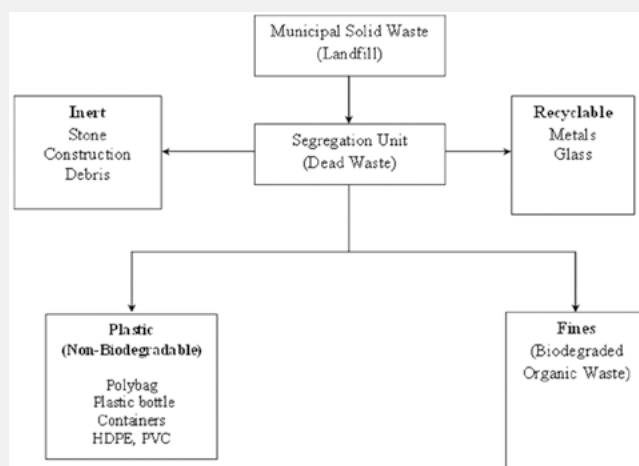 Municipal Solid Waste
(Landfill)
Inert
Stone
Construction
Debris
Segregation Unit
(Dead Waste)
Recyclable
Metals
Glass
Plastic
(Non-Biodegradable)
Polybag
Plastic bottle
Containers
HDPE, PVC
Fines
(Biodegraded
Organic Waste)